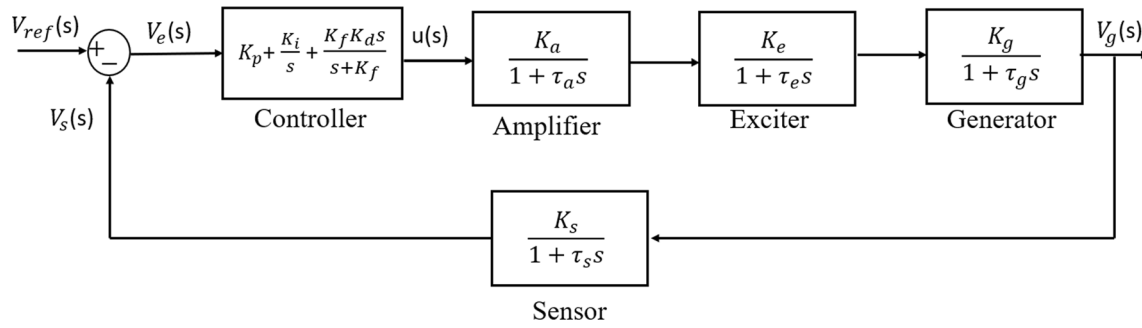 V_ref(s)
+
−
V_e(s)
K_p + K_i/s + K_f K_d s/(s+K_f)
Controller
u(s)
K_a/(1 + τ_a s)
Amplifier
K_e/(1 + τ_e s)
Exciter
K_g/(1 + τ_g s)
Generator
V_g(s)
V_s(s)
K_s/(1 + τ_s s)
Sensor